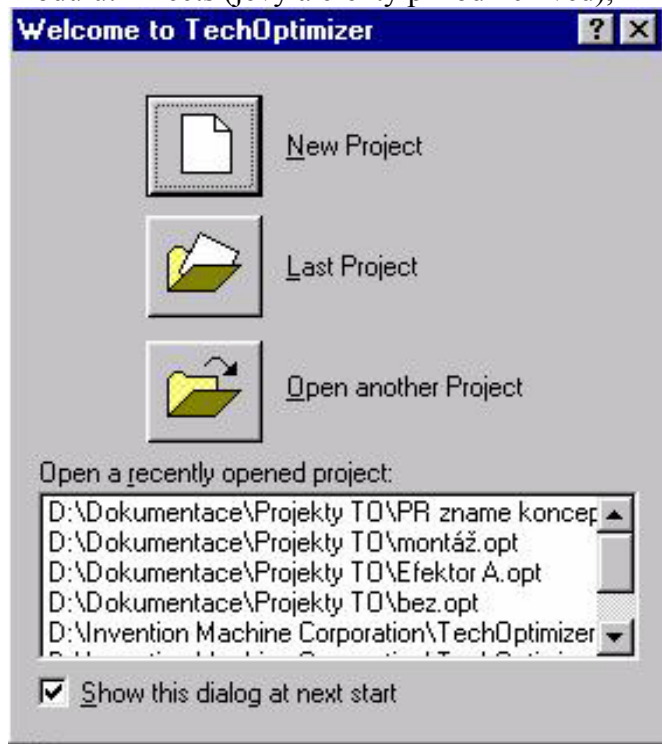 Welcome to TechOptimizer
New Project
Last Project
Open another Project
Open a recently opened project:
D:\Dokumentace\Projekty TO\PR zname koncep
D:\Dokumentace\Projekty TO\montáž.opt
D:\Dokumentace\Projekty TO\Efektor A.opt
D:\Dokumentace\Projekty TO\bez.opt
D:\Invention Machine Corporation\TechOptimizer
Show this dialog at next start